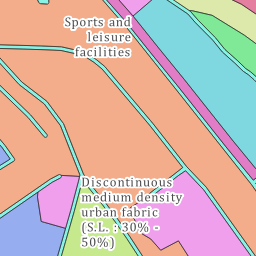 Sports and
leisure
facilities
Discontinuous
medium density
urban fabric
(S.L. : 30% -
50%)